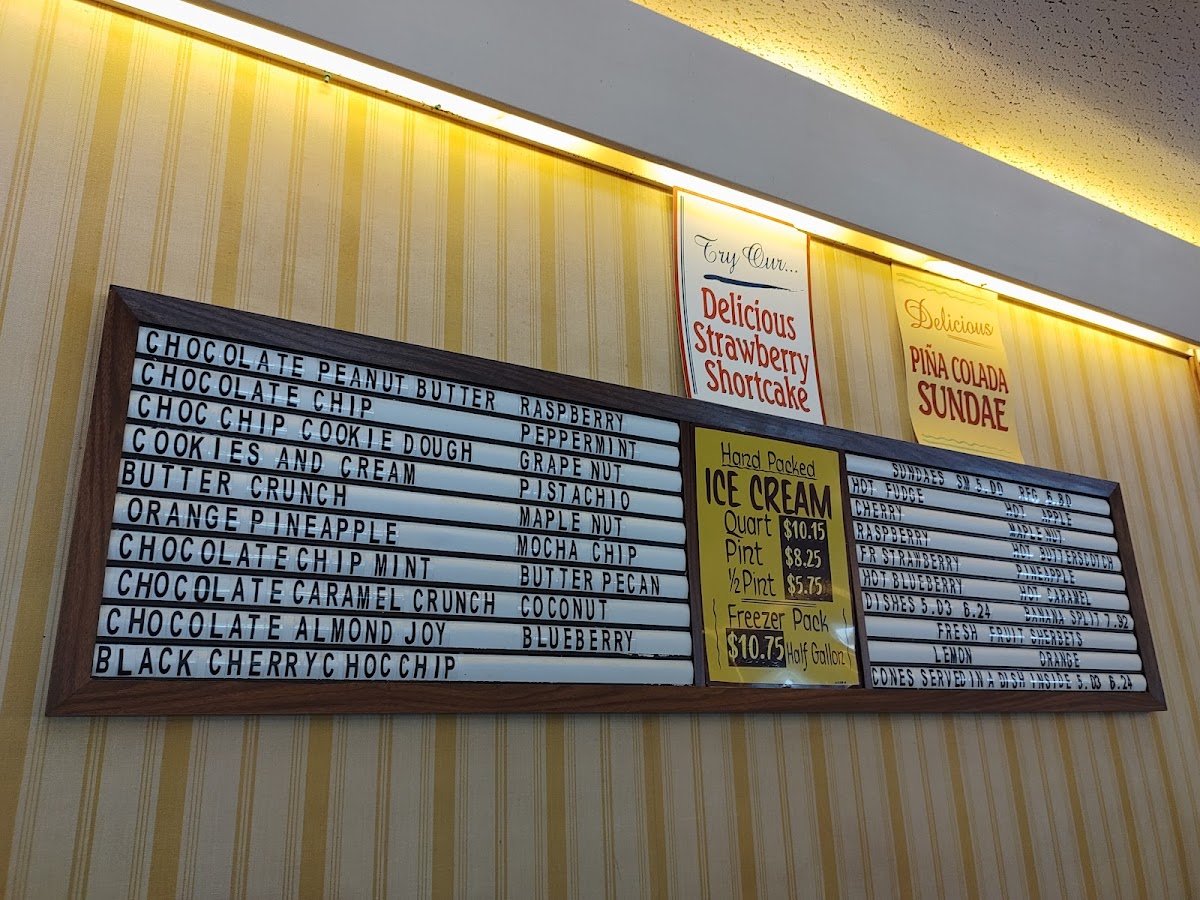 Try Our...
Delicious
Strawberry
Shortcake
Delicious
PIÑA COLADA
SUNDAE
CHOCOLATE PEANUT BUTTER RASPBERRY
CHOCOLATE CHIP PEPPERMINT
CHOC CHIP COOKIE DOUGH GRAPE NUT
COOKIES AND CREAM PISTACHIO
BUTTER CRUNCH MAPLE NUT
ORANGE PINEAPPLE MOCHA CHIP
CHOCOLATE CHIP MINT BUTTER PECAN
CHOCOLATE CARAMEL CRUNCH COCONUT
CHOCOLATE ALMOND JOY BLUEBERRY
BLACK CHERRY CHOC CHIP
Hand Packed
ICE CREAM
Quart $10.15
Pint $8.25
½ Pint $5.75
Freezer Pack
$10.75 Half Gallon
SUNDAES SM 5.00 REG 6.80
HOT FUDGE HOT APPLE
CHERRY MAPLE NUT
RASPBERRY HOT BUTTERSCOTCH
FR STRAWBERRY PINEAPPLE
HOT BLUEBERRY HOT CARAMEL
DISHES 5.03 6.24 BANANA SPLIT 7.92
FRESH FRUIT SHERBETS
LEMON ORANGE
CONES SERVED IN A DISH INSIDE 5.03 6.24